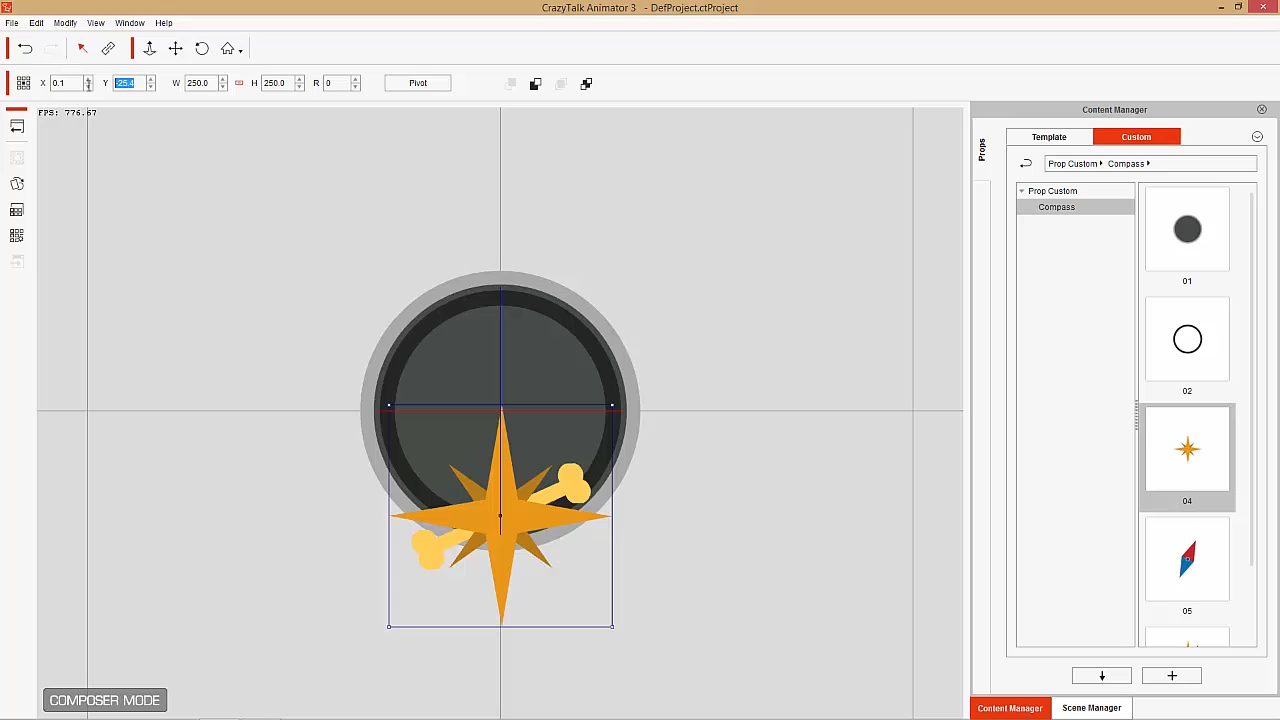 CrazyTalk Animator 3 - DefProject.ctProject
File Edit Modify View Window Help
X 0.1 Y -25.4 W 250.0 H 250.0 R 0 Pivot
FPS: 776.67
Content Manager
Props
Template Custom
Prop Custom Compass
Prop Custom
Compass
01
02
04
05
COMPOSER MODE
Content Manager Scene Manager